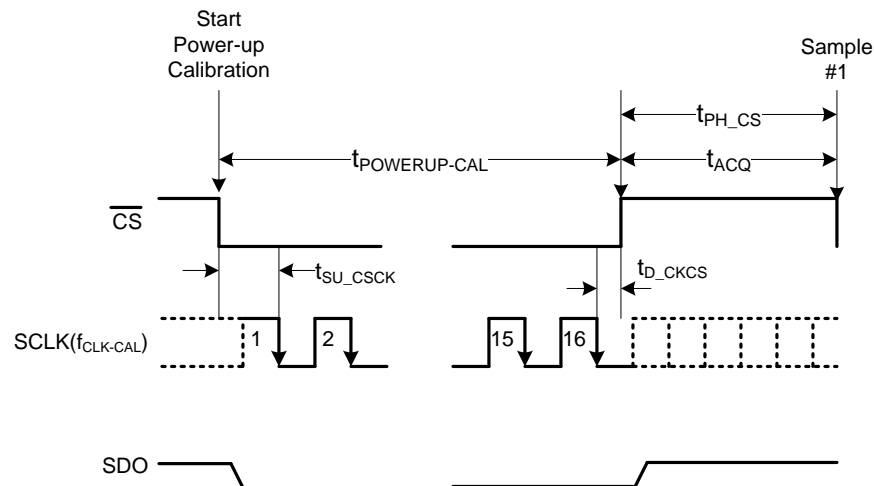 Start
Power-up
Calibration
Sample
#1
tPH_CS
tPOWERUP-CAL
tACQ
CS
tSU_CSCK
tD_CKCS
SCLK(fCLK-CAL)
1
2
15
16
SDO